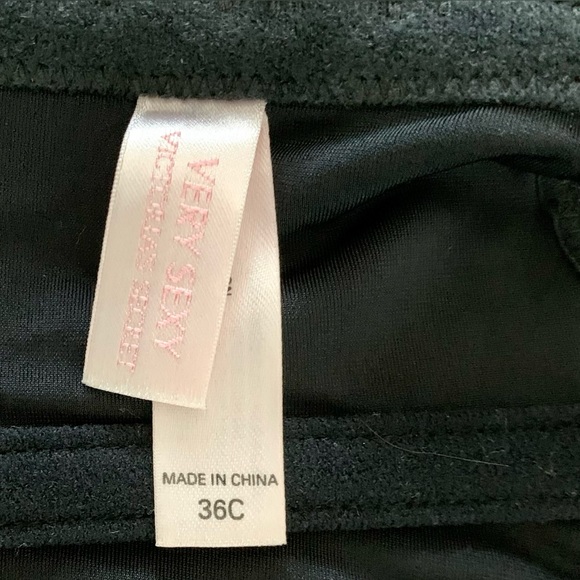 VERY SEXY
VICTORIA'S SECRET
MADE IN CHINA
36C